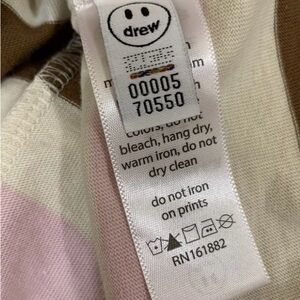 drew
00005
70550
colors, do not
bleach, hang dry,
warm iron, do not
dry clean
do not iron
on prints
RN161882